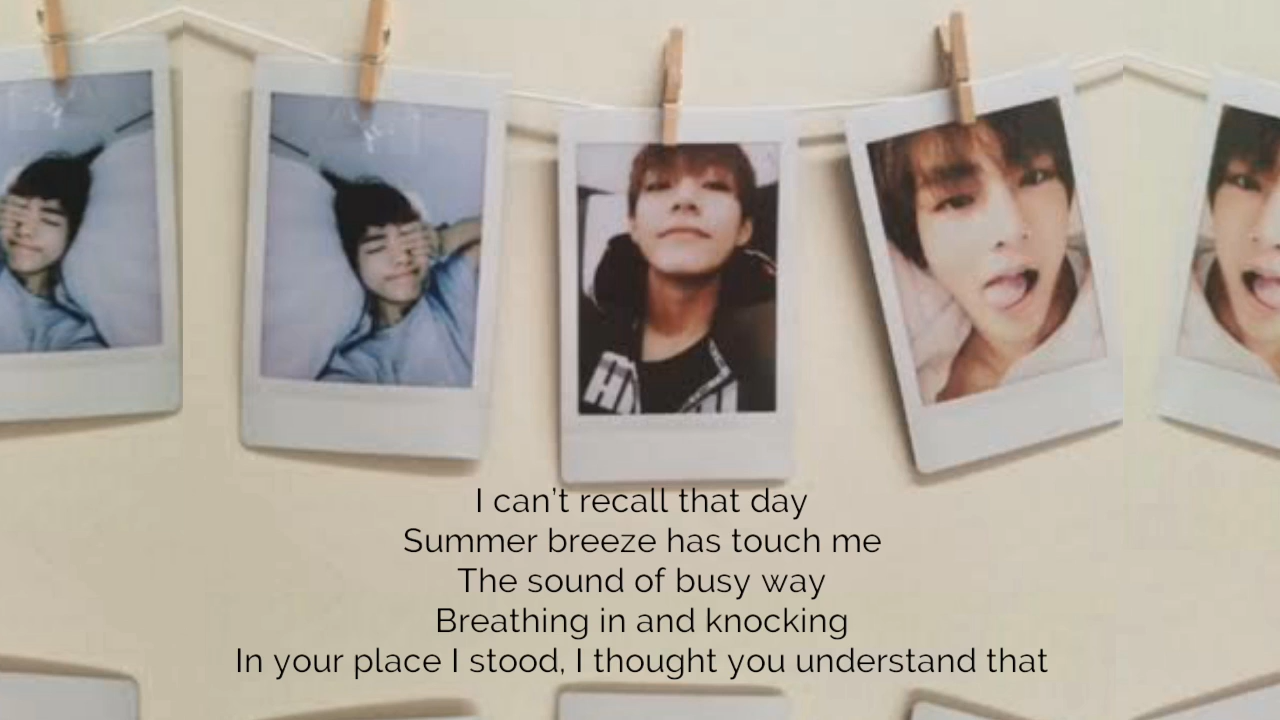 I can’t recall that day
Summer breeze has touch me
The sound of busy way
Breathing in and knocking
In your place I stood, I thought you understand that